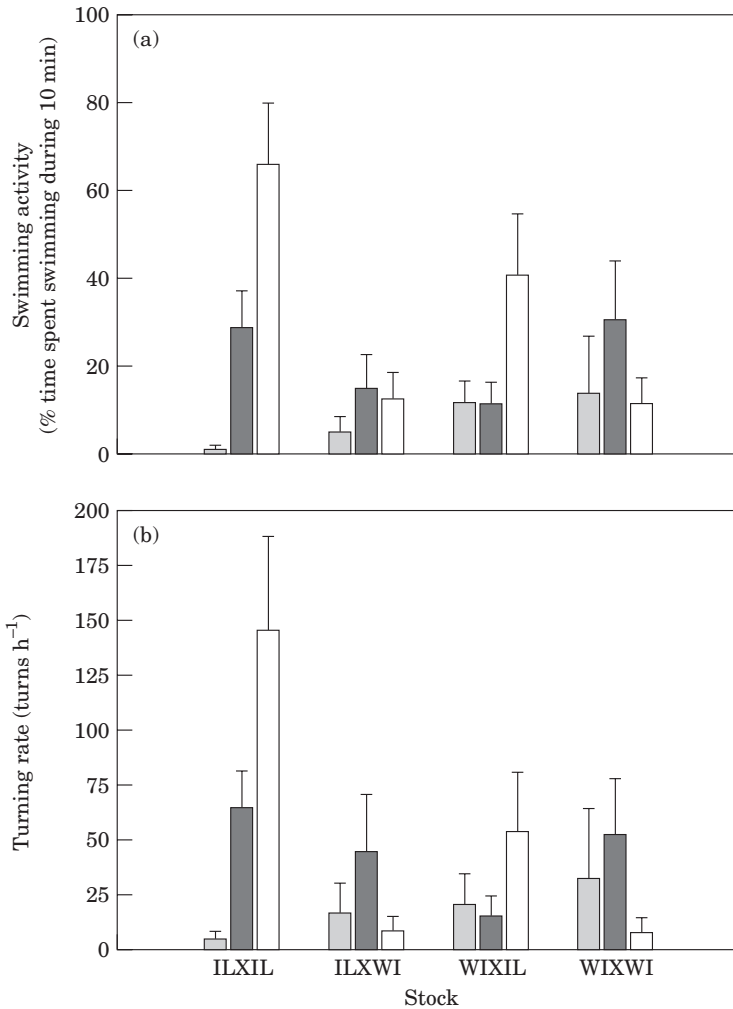 (a)
Swimming activity
(% time spent swimming during 10 min)
100
80
60
40
20
0
(b)
Turning rate (turns h⁻¹)
200
175
150
125
100
75
50
25
0
ILXIL ILXWI WIXIL WIXWI
Stock